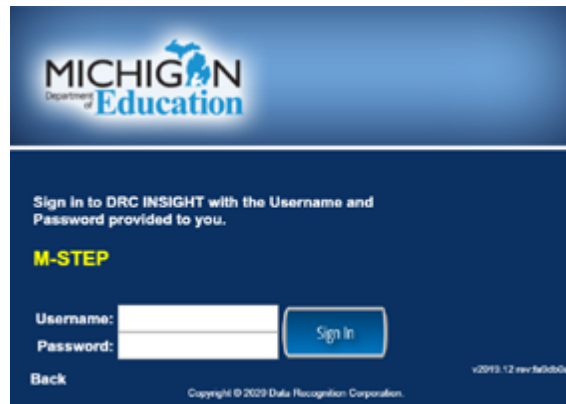 MICHIGAN
Department of Education
Sign in to DRC INSIGHT with the Username and
Password provided to you.
M-STEP
Username:
Sign In
Password:
Back
Copyright © 2020 Data Recognition Corporation.